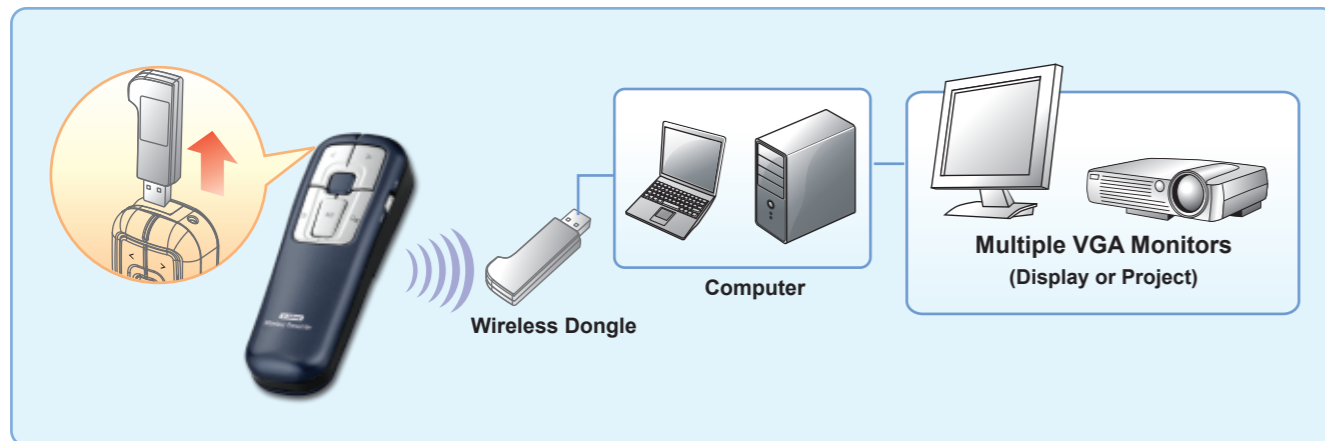 Wireless Dongle
Computer
Multiple VGA Monitors
(Display or Project)